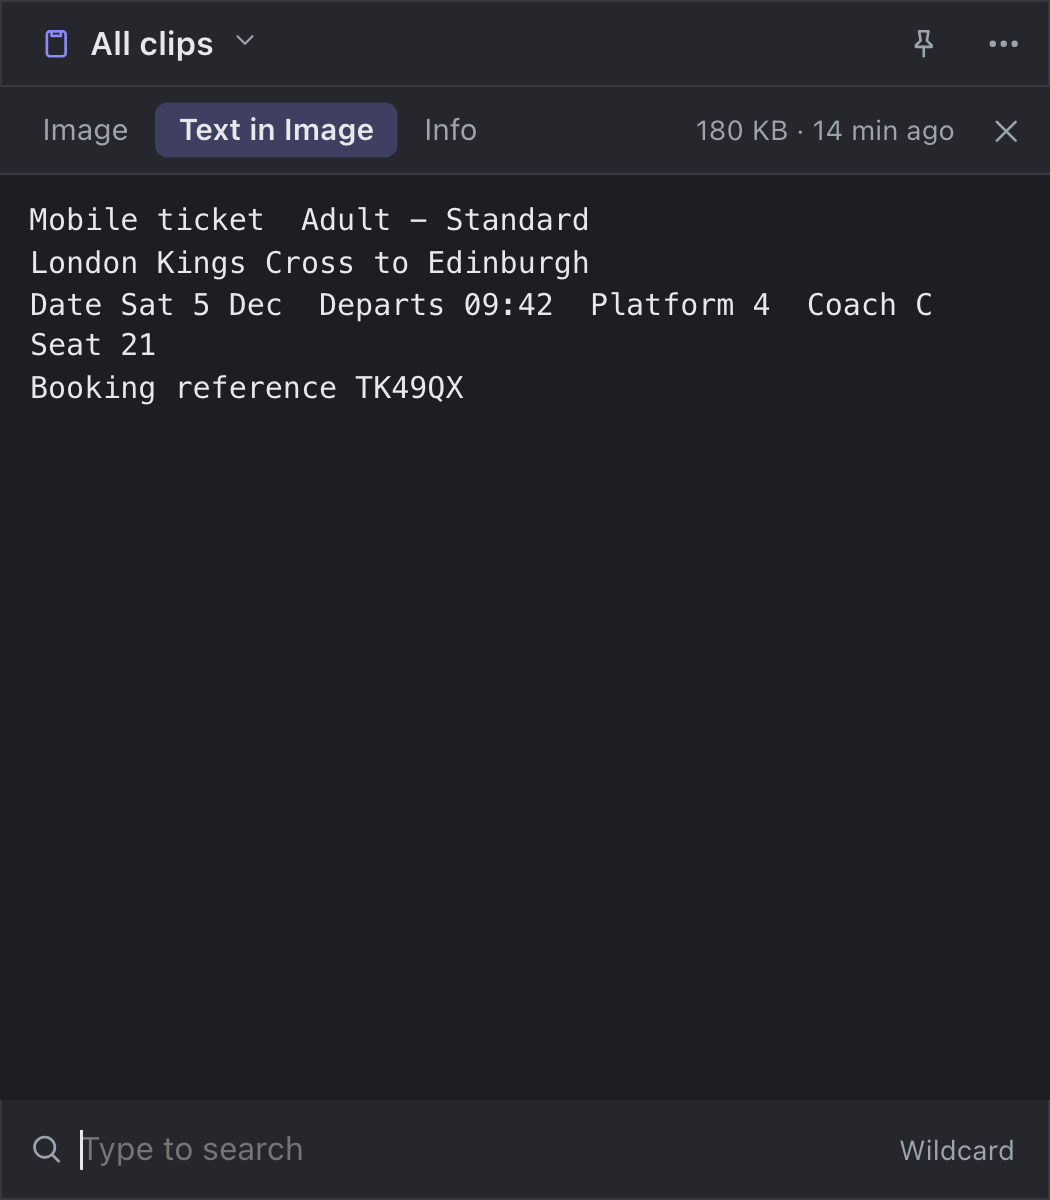 All clips
Image Text in Image Info 180 KB · 14 min ago
Mobile ticket  Adult – Standard
London Kings Cross to Edinburgh
Date Sat 5 Dec  Departs 09:42  Platform 4  Coach C
Seat 21
Booking reference TK49QX
Type to search Wildcard